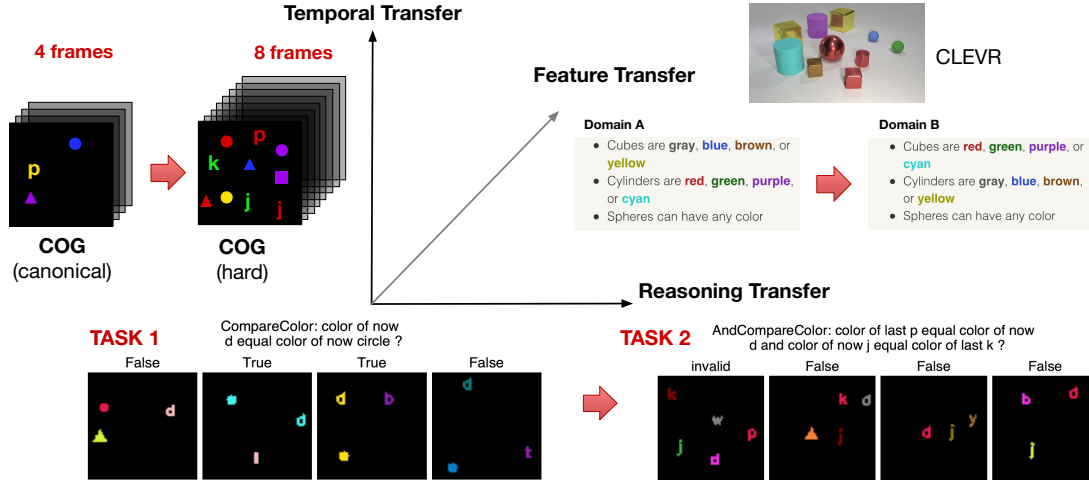 Temporal Transfer
4 frames
8 frames
p
p
k
j
j
COG
(canonical)
COG
(hard)
Feature Transfer
CLEVR
Domain A
• Cubes are gray, blue, brown, or
yellow
• Cylinders are red, green, purple,
or cyan
• Spheres can have any color
Domain B
• Cubes are red, green, purple, or
cyan
• Cylinders are gray, blue, brown,
or yellow
• Spheres can have any color
Reasoning Transfer
TASK 1
CompareColor: color of now
d equal color of now circle ?
False
True
True
False
d
d
l
d b
d
t
TASK 2
AndCompareColor: color of last p equal color of now
d and color of now j equal color of last k ?
invalid
False
False
False
k
w
p
j
d
k d
j
y
d j
b d
j